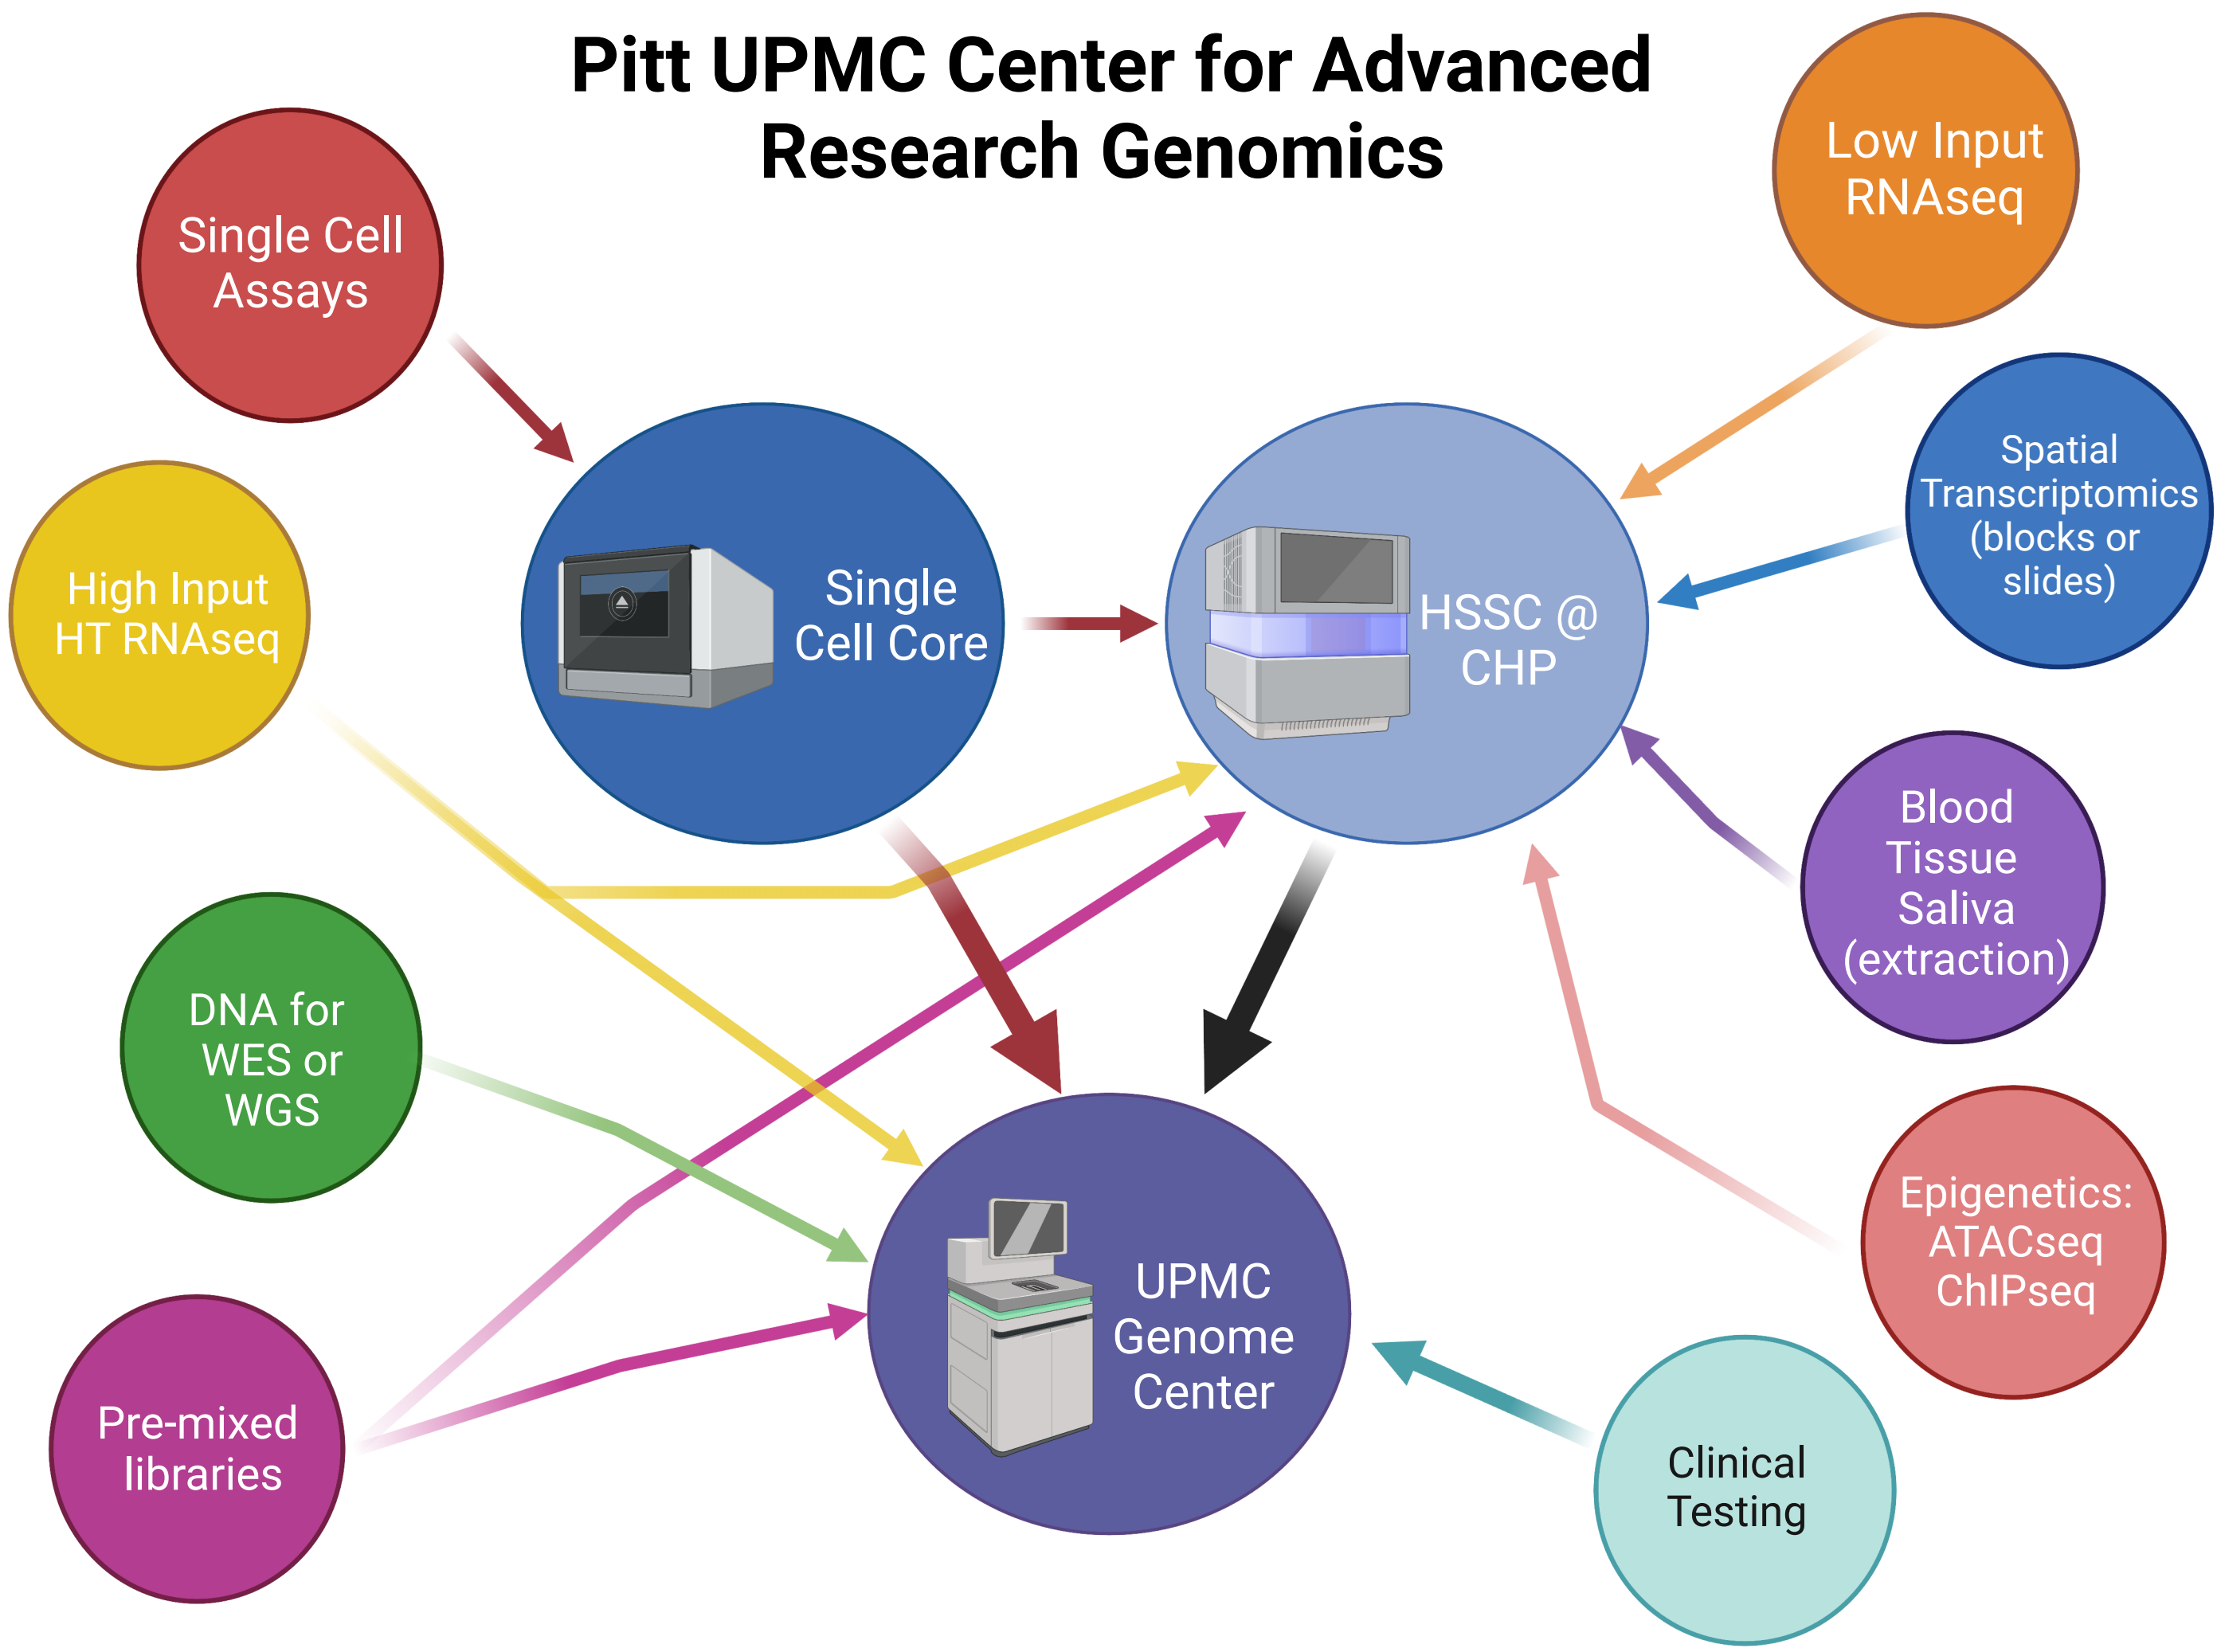 Pitt UPMC Center for Advanced
Research Genomics
Single Cell
Assays
High Input
HT RNAseq
DNA for
WES or
WGS
Pre-mixed
libraries
Single
Cell Core
HSSC @
CHP
UPMC
Genome
Center
Low Input
RNAseq
Spatial
Transcriptomics
(blocks or
slides)
Blood
Tissue
Saliva
(extraction)
Epigenetics:
ATACseq
ChIPseq
Clinical
Testing